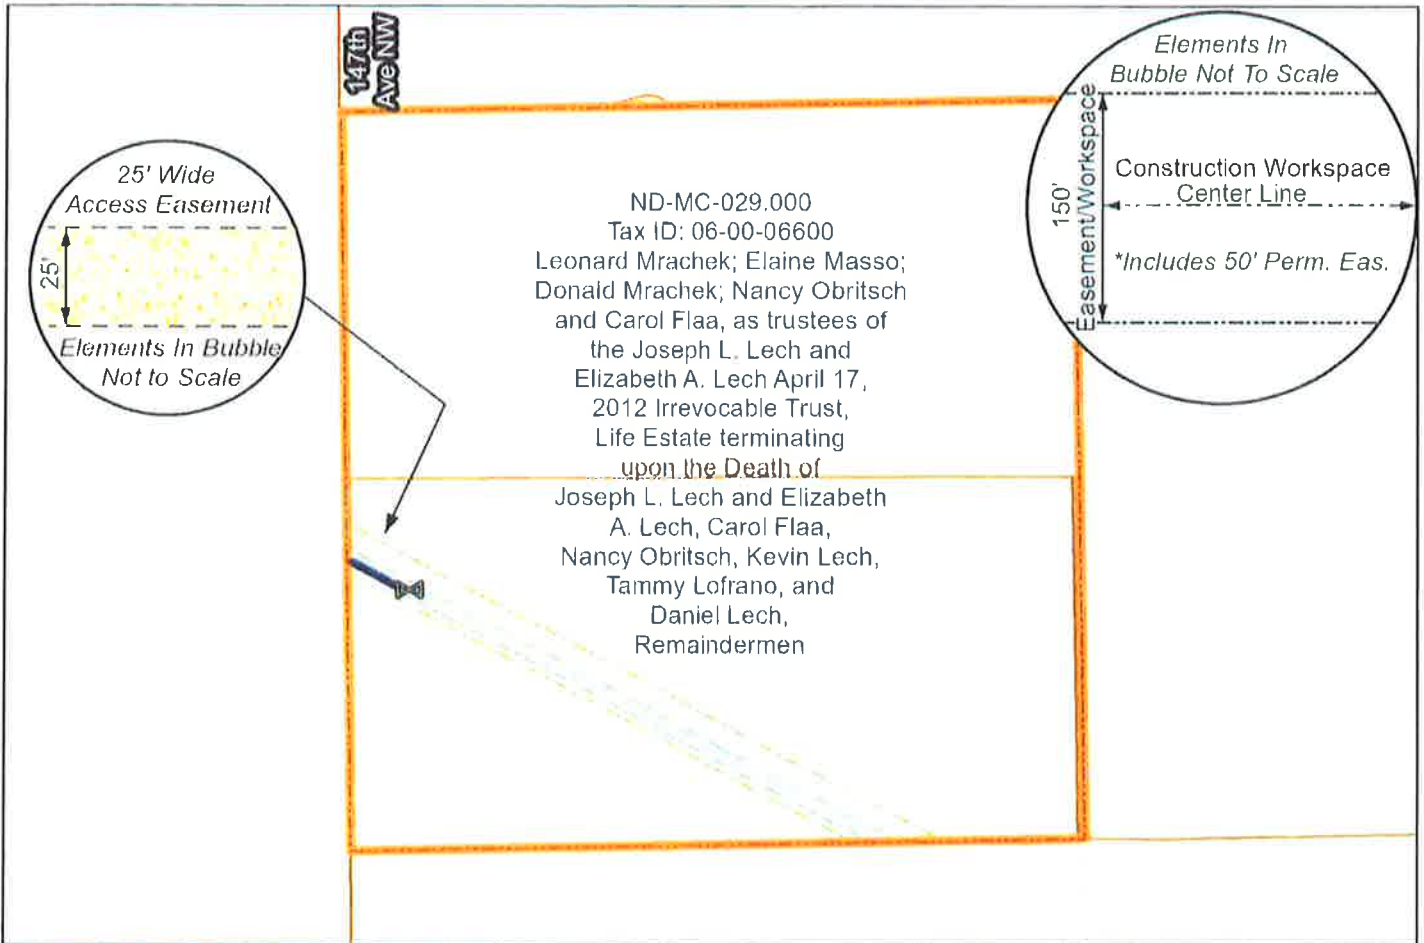 147th
Ave NW
25' Wide
Access Easement
25'
Elements In Bubble
Not to Scale
ND-MC-029.000
Tax ID: 06-00-06600
Leonard Mrachek; Elaine Masso;
Donald Mrachek; Nancy Obritsch
and Carol Flaa, as trustees of
the Joseph L. Lech and
Elizabeth A. Lech April 17,
2012 Irrevocable Trust,
Life Estate terminating
upon the Death of
Joseph L. Lech and Elizabeth
A. Lech, Carol Flaa,
Nancy Obritsch, Kevin Lech,
Tammy Lofrano, and
Daniel Lech,
Remaindermen
Elements In
Bubble Not To Scale
150'
Easement/Workspace
Construction Workspace
Center Line
*Includes 50' Perm. Eas.